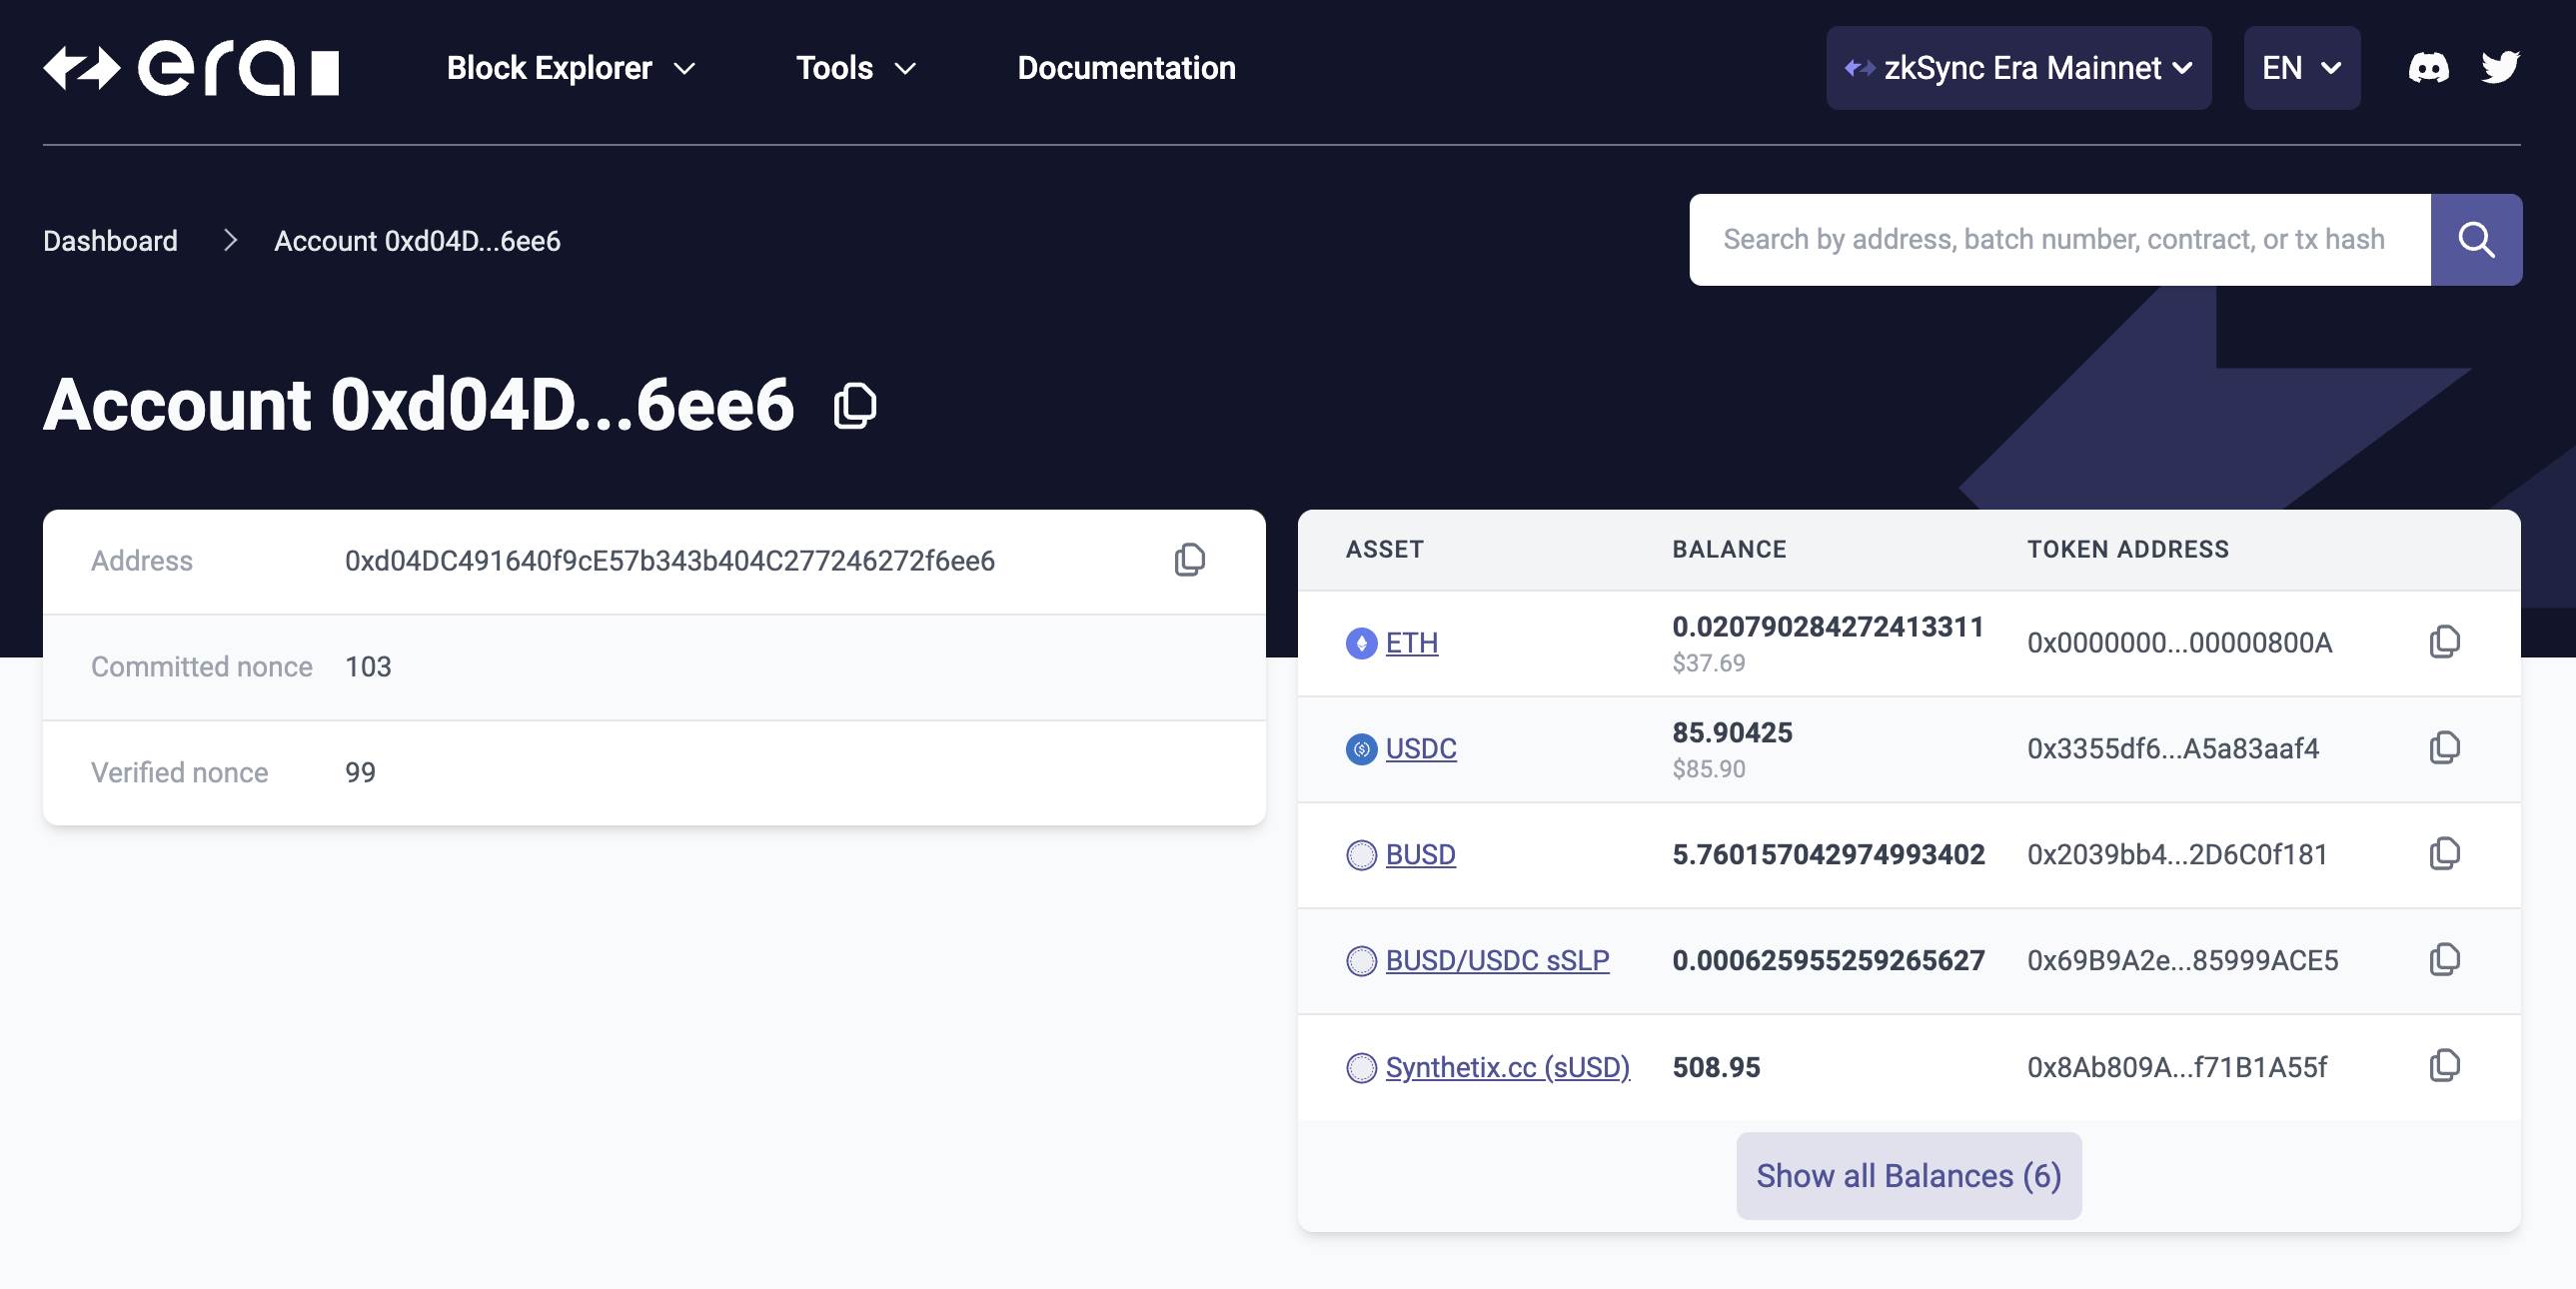 era
Block Explorer
Tools
Documentation
zkSync Era Mainnet
EN
Dashboard
Account 0xd04D...6ee6
Search by address, batch number, contract, or tx hash
Account 0xd04D...6ee6
Address 0xd04DC491640f9cE57b343b404C277246272f6ee6
Committed nonce 103
Verified nonce 99
ASSET BALANCE TOKEN ADDRESS
ETH 0.020790284272413311 0x0000000...00000800A
$37.69
USDC 85.90425 0x3355df6...A5a83aaf4
$85.90
BUSD 5.760157042974993402 0x2039bb4...2D6C0f181
BUSD/USDC sSLP 0.000625955259265627 0x69B9A2e...85999ACE5
Synthetix.cc (sUSD) 508.95 0x8Ab809A...f71B1A55f
Show all Balances (6)